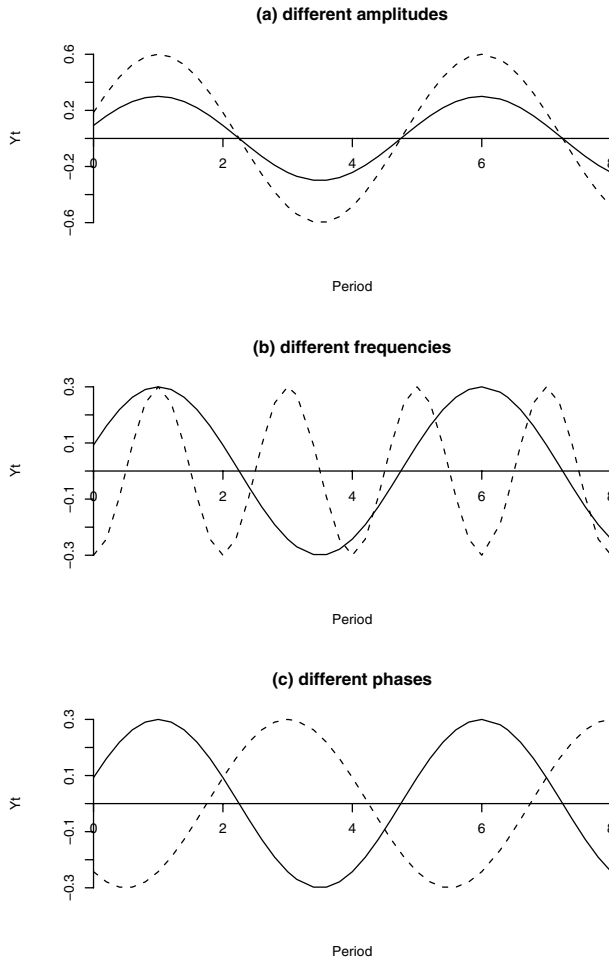 (a) different amplitudes
0.6
0.2
−0.2
−0.6
Yt
0 2 4 6 8
Period
(b) different frequencies
0.3
0.1
−0.1
−0.3
Yt
0 2 4 6 8
Period
(c) different phases
0.3
0.1
−0.1
−0.3
Yt
0 2 4 6 8
Period